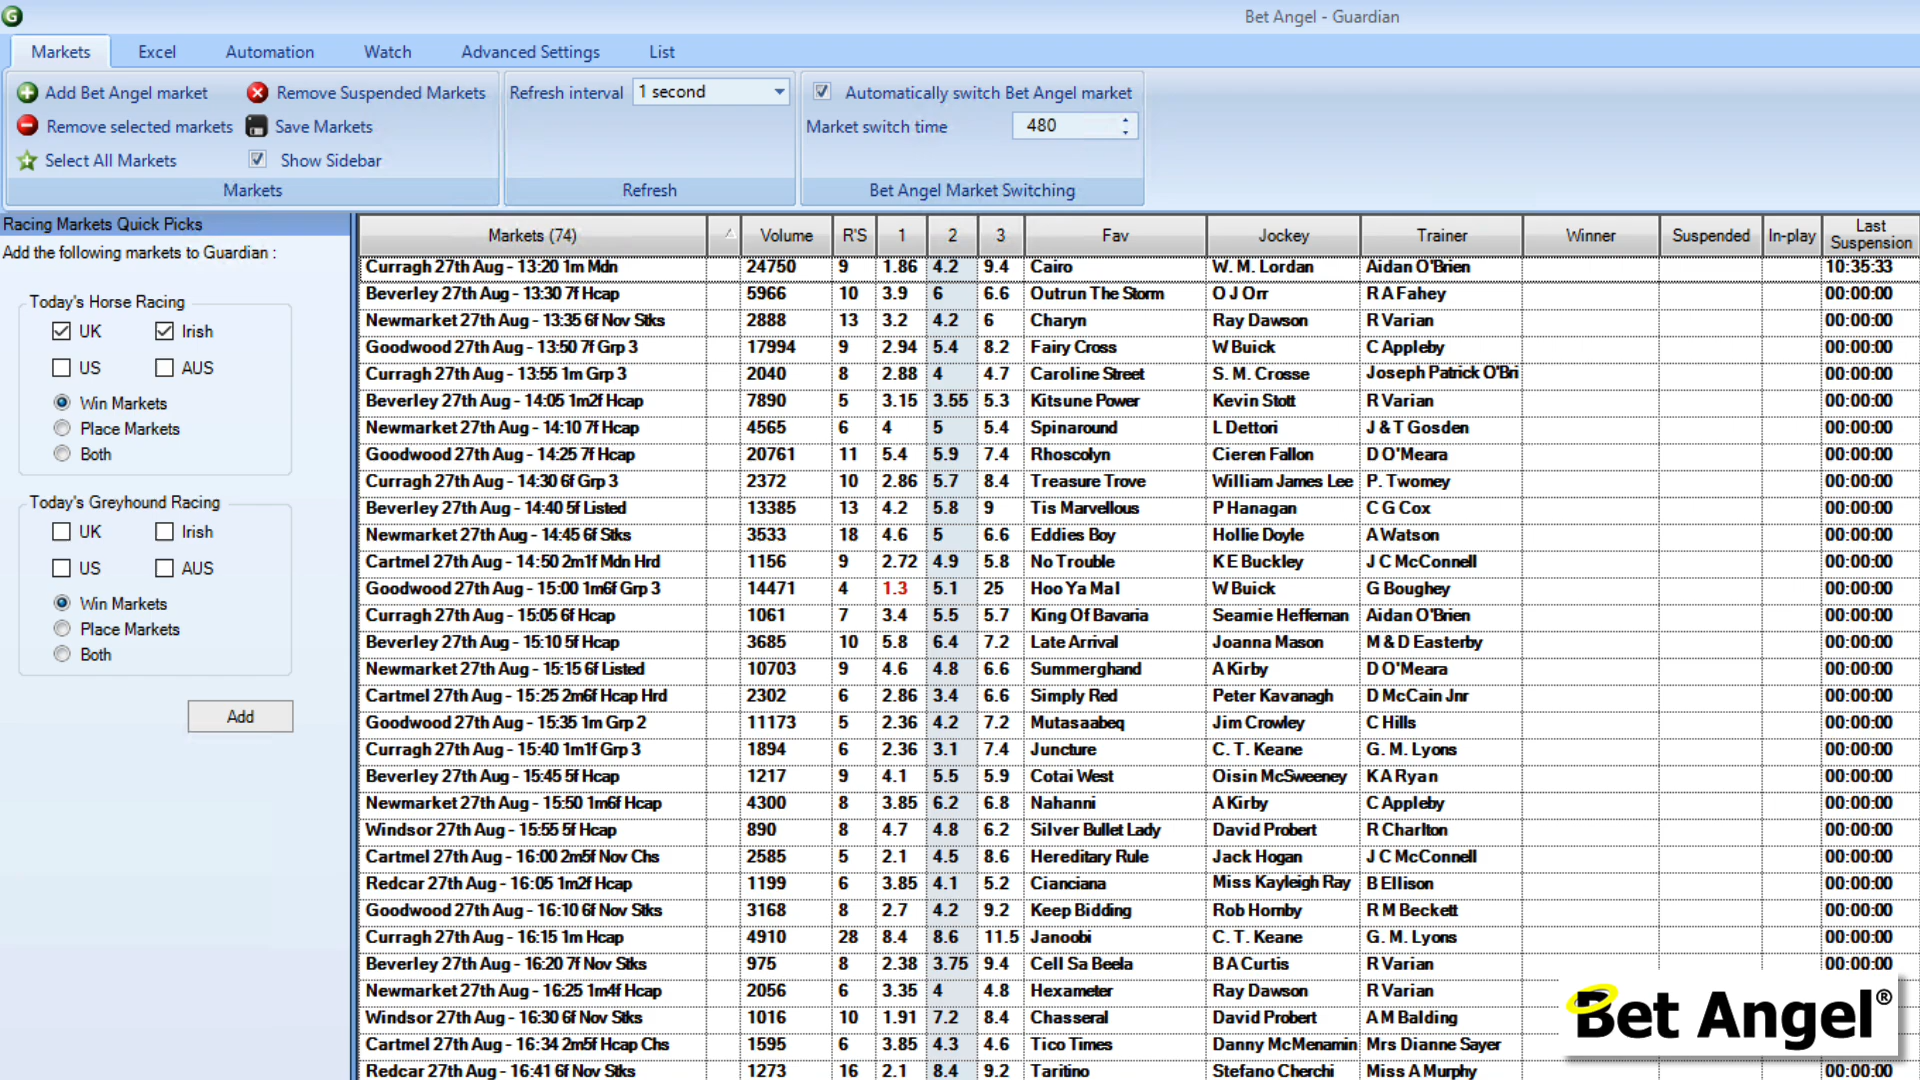 Bet Angel - Guardian
Markets Excel Automation Watch Advanced Settings List
Add Bet Angel market Remove Suspended Markets Refresh interval 1 second Automatically switch Bet Angel market
Remove selected markets Save Markets Market switch time 480
Select All Markets Show Sidebar
Markets Refresh Bet Angel Market Switching
Racing Markets Quick Picks
Add the following markets to Guardian :
Today's Horse Racing
UK Irish
US AUS
Win Markets
Place Markets
Both
Today's Greyhound Racing
UK Irish
US AUS
Win Markets
Place Markets
Both
Add
Markets (74) Volume R'S 1 2 3 Fav Jockey Trainer Winner Suspended In-play Last Suspension
Curragh 27th Aug - 13:20 1m Mdn 24750 9 1.86 4.2 9.4 Cairo W. M. Lordan Aidan O'Brien 10:35:33
Beverley 27th Aug - 13:30 7f Hcap 5966 10 3.9 6 6.6 Outrun The Storm O J Orr R A Fahey 00:00:00
Newmarket 27th Aug - 13:35 6f Nov Stks 2888 13 3.2 4.2 6 Charyn Ray Dawson R Varian 00:00:00
Goodwood 27th Aug - 13:50 7f Grp 3 17994 9 2.94 5.4 8.2 Fairy Cross W Buick C Appleby 00:00:00
Curragh 27th Aug - 13:55 1m Grp 3 2040 8 2.88 4 4.7 Caroline Street S. M. Crosse Joseph Patrick O'Bri 00:00:00
Beverley 27th Aug - 14:05 1m2f Hcap 7890 5 3.15 3.55 5.3 Kitsune Power Kevin Stott R Varian 00:00:00
Newmarket 27th Aug - 14:10 7f Hcap 4565 6 4 5 5.4 Spinaround L Dettori J & T Gosden 00:00:00
Goodwood 27th Aug - 14:25 7f Hcap 20761 11 5.4 5.9 7.4 Rhoscolyn Cieren Fallon D O'Meara 00:00:00
Curragh 27th Aug - 14:30 6f Grp 3 2372 10 2.86 5.7 8.4 Treasure Trove William James Lee P. Twomey 00:00:00
Beverley 27th Aug - 14:40 5f Listed 13385 13 4.2 5.8 9 Tis Marvellous P Hanagan C G Cox 00:00:00
Newmarket 27th Aug - 14:45 6f Stks 3533 18 4.6 5 6.6 Eddies Boy Hollie Doyle A Watson 00:00:00
Cartmel 27th Aug - 14:50 2m1f Mdn Hrd 1156 9 2.72 4.9 5.8 No Trouble K E Buckley J C McConnell 00:00:00
Goodwood 27th Aug - 15:00 1m6f Grp 3 14471 4 1.3 5.1 25 Hoo Ya Mal W Buick G Boughey 00:00:00
Curragh 27th Aug - 15:05 6f Hcap 1061 7 3.4 5.5 5.7 King Of Bavaria Seamie Heffernan Aidan O'Brien 00:00:00
Beverley 27th Aug - 15:10 5f Hcap 3685 10 5.8 6.4 7.2 Late Arrival Joanna Mason M & D Easterby 00:00:00
Newmarket 27th Aug - 15:15 6f Listed 10703 9 4.6 4.8 6.6 Summerghand A Kirby D O'Meara 00:00:00
Cartmel 27th Aug - 15:25 2m6f Hcap Hrd 2302 6 2.86 3.4 6.6 Simply Red Peter Kavanagh D McCain Jnr 00:00:00
Goodwood 27th Aug - 15:35 1m Grp 2 11173 5 2.36 4.2 7.2 Mutasaabeq Jim Crowley C Hills 00:00:00
Curragh 27th Aug - 15:40 1m1f Grp 3 1894 6 2.36 3.1 7.4 Juncture C. T. Keane G. M. Lyons 00:00:00
Beverley 27th Aug - 15:45 5f Hcap 1217 9 4.1 5.5 5.9 Cotai West Oisin McSweeney K A Ryan 00:00:00
Newmarket 27th Aug - 15:50 1m6f Hcap 4300 8 3.85 6.2 6.8 Nahanni A Kirby C Appleby 00:00:00
Windsor 27th Aug - 15:55 5f Hcap 890 8 4.7 4.8 6.2 Silver Bullet Lady David Probert R Charlton 00:00:00
Cartmel 27th Aug - 16:00 2m5f Nov Chs 2585 5 2.1 4.5 8.6 Hereditary Rule Jack Hogan J C McConnell 00:00:00
Redcar 27th Aug - 16:05 1m2f Hcap 1199 6 3.85 4.1 5.2 Cianciana Miss Kayleigh Ray B Ellison 00:00:00
Goodwood 27th Aug - 16:10 6f Nov Stks 3168 8 2.7 4.2 9.2 Keep Bidding Rob Hornby R M Beckett 00:00:00
Curragh 27th Aug - 16:15 1m Hcap 4910 28 8.4 8.6 11.5 Janoobi C. T. Keane G. M. Lyons 00:00:00
Beverley 27th Aug - 16:20 7f Nov Stks 975 8 2.38 3.75 9.4 Cell Sa Beela B A Curtis R Varian 00:00:00
Newmarket 27th Aug - 16:25 1m4f Hcap 2056 6 3.35 4 4.8 Hexameter Ray Dawson R Varian
Windsor 27th Aug - 16:30 6f Nov Stks 1016 10 1.91 7.2 8.4 Chasseral David Probert A M Balding
Cartmel 27th Aug - 16:34 2m5f Hcap Chs 1595 6 3.85 4.3 4.6 Tico Times Danny McMenamin Mrs Dianne Sayer
Redcar 27th Aug - 16:41 6f Nov Stks 1273 16 2.1 8.4 9.2 Taritino Stefano Cherchi Miss A Murphy 00:00:00
Bet Angel®